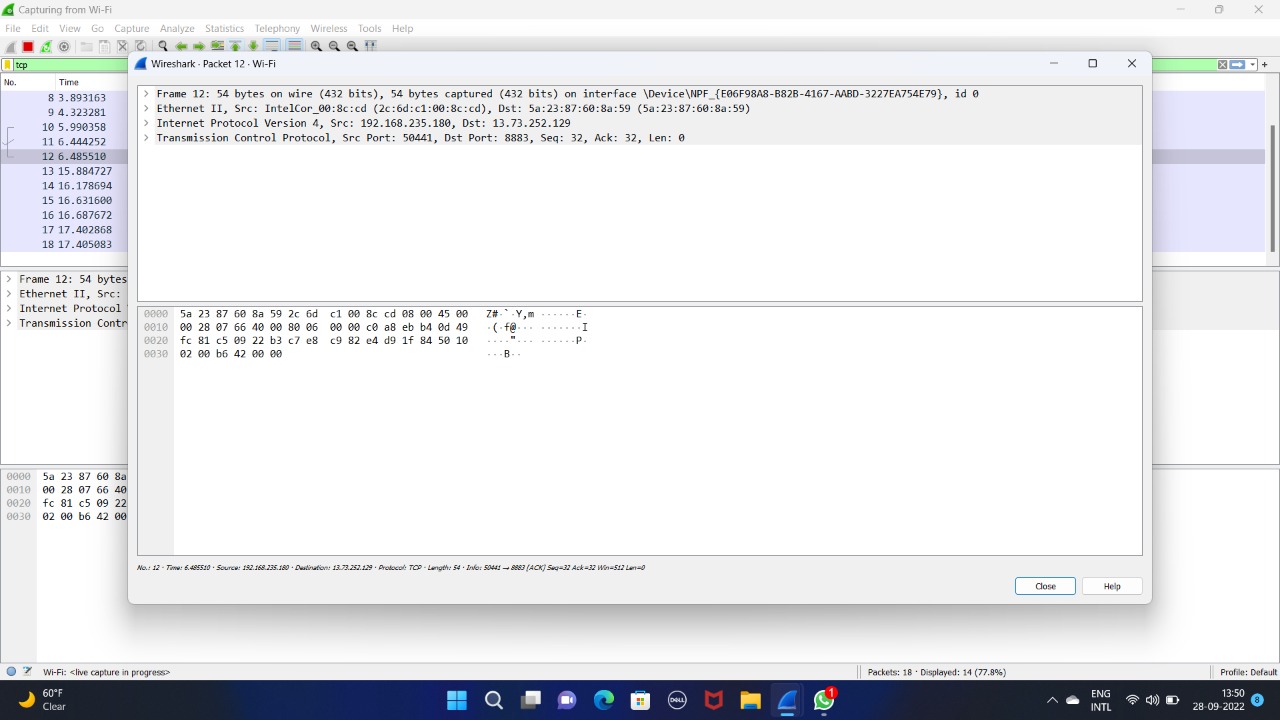 Capturing from Wi-Fi
File Edit View Go Capture Analyze Statistics Telephony Wireless Tools Help
tcp
No. Time
8 3.893163
9 4.323281
10 5.990358
11 6.444252
12 6.485510
13 15.884727
14 16.178694
15 16.631600
16 16.687672
17 17.402868
18 17.405083
Frame 12: 54 bytes
Ethernet II, Src:
Internet Protocol
Transmission Contr
0000 5a 23 87 60 8a
0010 00 28 07 66 40
0020 fc 81 c5 09 22
0030 02 00 b6 42 00
Wireshark · Packet 12 · Wi-Fi
Frame 12: 54 bytes on wire (432 bits), 54 bytes captured (432 bits) on interface \Device\NPF_{E06F98A8-B82B-4167-AABD-3227EA754E79}, id 0
Ethernet II, Src: IntelCor_00:8c:cd (2c:6d:c1:00:8c:cd), Dst: 5a:23:87:60:8a:59 (5a:23:87:60:8a:59)
Internet Protocol Version 4, Src: 192.168.235.180, Dst: 13.73.252.129
Transmission Control Protocol, Src Port: 50441, Dst Port: 8883, Seq: 32, Ack: 32, Len: 0
0000 5a 23 87 60 8a 59 2c 6d c1 00 8c cd 08 00 45 00 Z#·`·Y,m ······E·
0010 00 28 07 66 40 00 80 06 00 00 c0 a8 eb b4 0d 49 ·(·f@··· ·······I
0020 fc 81 c5 09 22 b3 c7 e8 c9 82 e4 d9 1f 84 50 10 ····"··· ······P·
0030 02 00 b6 42 00 00 ···B··
No.: 12 · Time: 6.485510 · Source: 192.168.235.180 · Destination: 13.73.252.129 · Protocol: TCP · Length: 54 · Info: 50441 → 8883 [ACK] Seq=32 Ack=32 Win=512 Len=0
Close Help
Wi-Fi: <live capture in progress> Packets: 18 · Displayed: 14 (77.8%) Profile: Default
60°F
Clear
DELL
1
ENG
INTL
13:50
28-09-2022
8